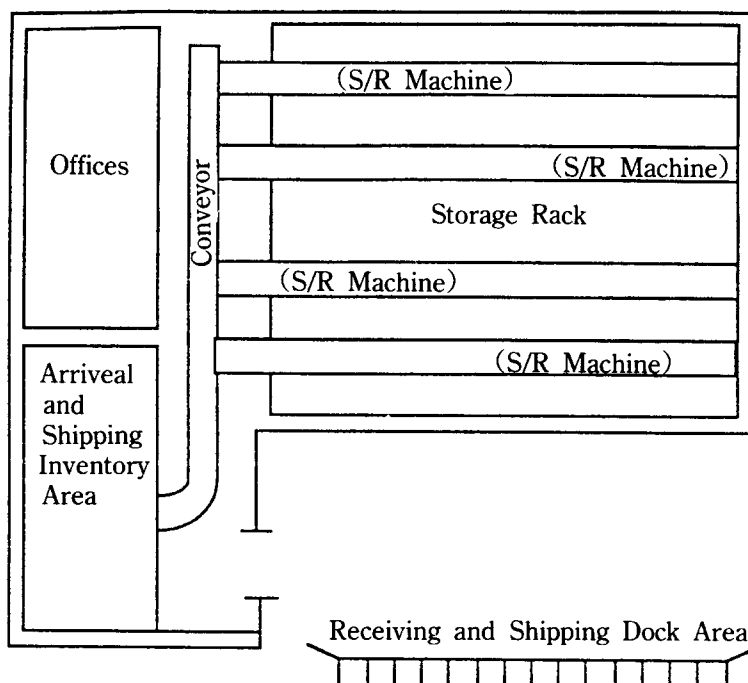 (S/R Machine)
Offices
(S/R Machine)
Conveyor
Storage Rack
(S/R Machine)
(S/R Machine)
Arriveal
and
Shipping
Inventory
Area
Receiving and Shipping Dock Area